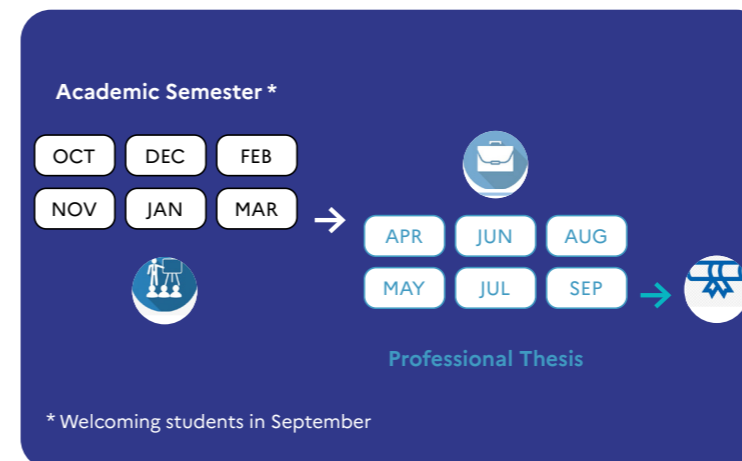 Academic Semester *
OCT DEC FEB
NOV JAN MAR
APR JUN AUG
MAY JUL SEP
Professional Thesis
* Welcoming students in September